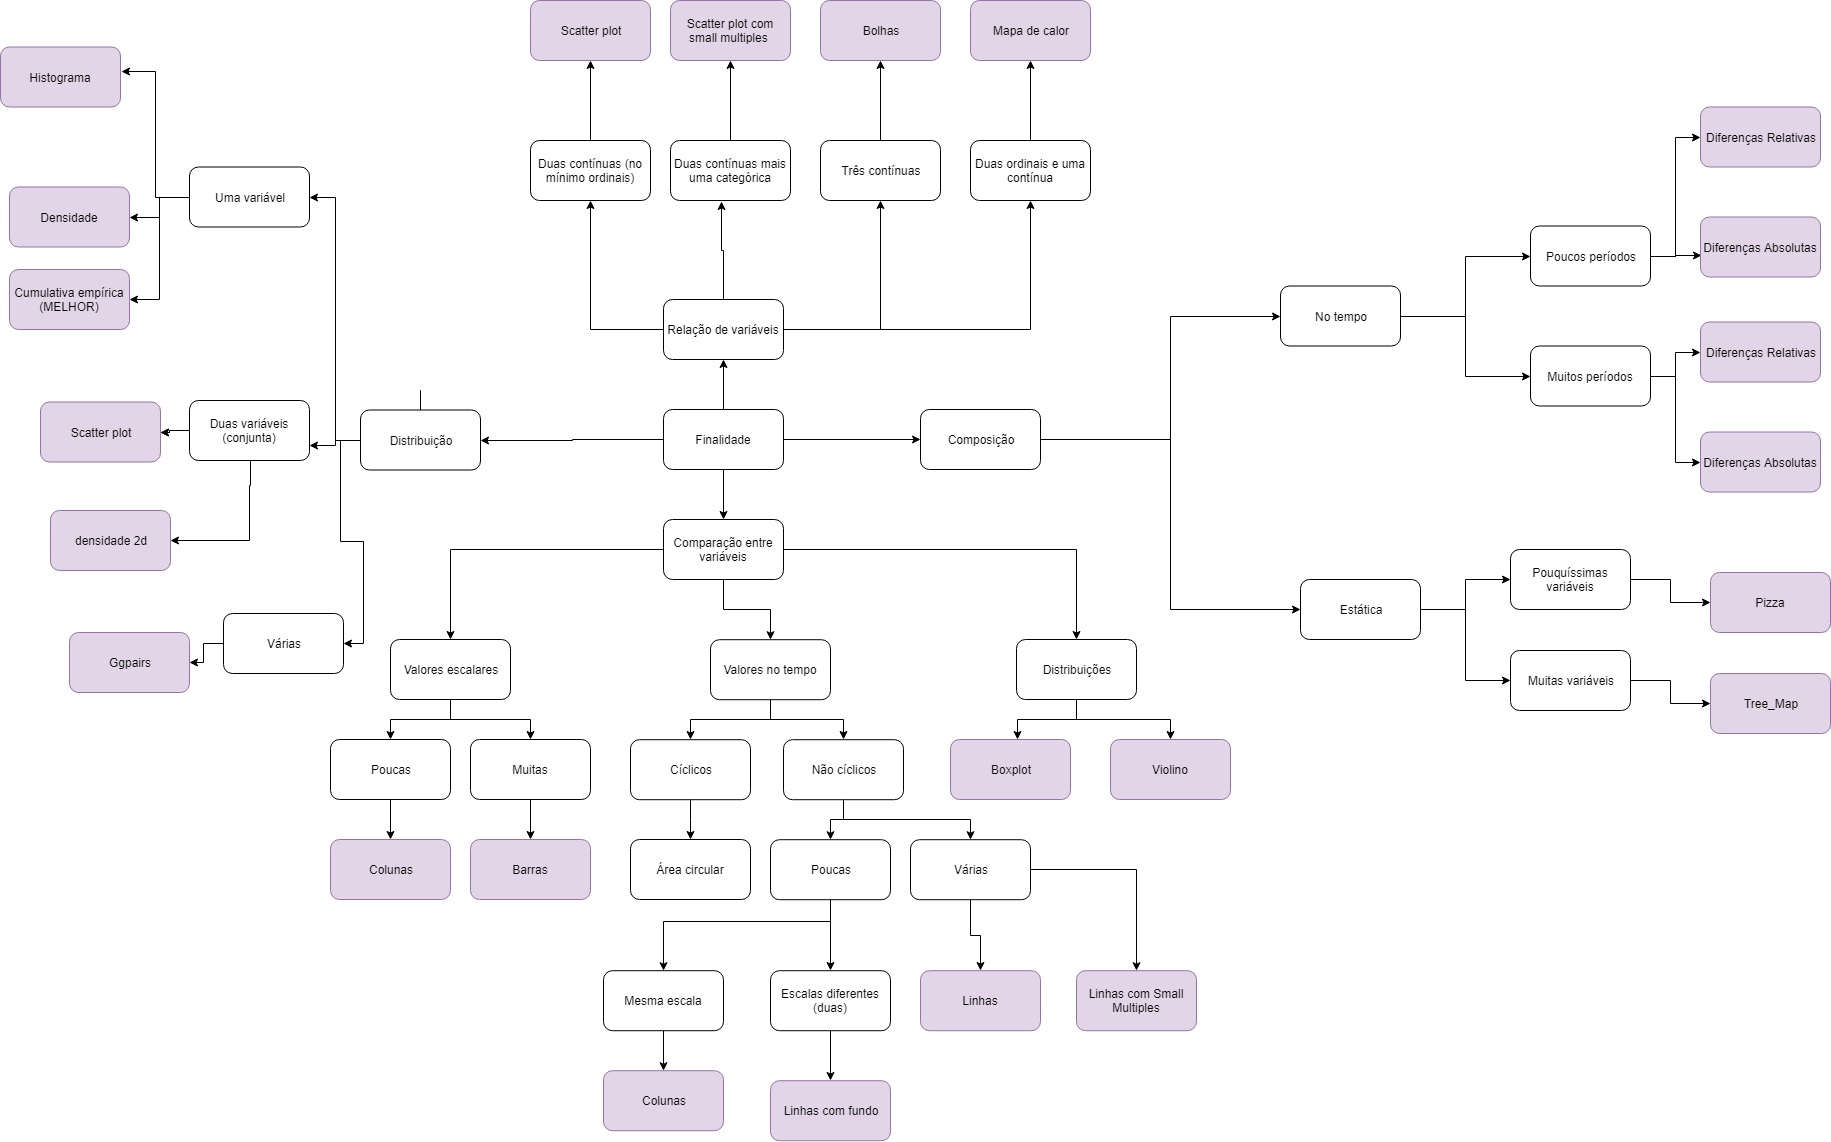 Scatter plot
Scatter plot com
small multiples
Bolhas
Mapa de calor
Histograma
Diferenças Relativas
Duas contínuas (no
mínimo ordinais)
Duas contínuas mais
uma categórica
Três contínuas
Duas ordinais e uma
contínua
Uma variável
Densidade
Diferenças Absolutas
Poucos períodos
Cumulativa empírica
(MELHOR)
No tempo
Relação de variáveis
Diferenças Relativas
Muitos períodos
Scatter plot
Duas variáveis
(conjunta)
Distribuição
Finalidade
Composição
Diferenças Absolutas
densidade 2d
Comparação entre
variáveis
Pouquíssimas
variáveis
Pizza
Estática
Várias
Ggpairs
Valores escalares
Valores no tempo
Distribuições
Muitas variáveis
Tree_Map
Poucas
Muitas
Cíclicos
Não cíclicos
Boxplot
Violino
Colunas
Barras
Área circular
Poucas
Várias
Mesma escala
Escalas diferentes
(duas)
Linhas
Linhas com Small
Multiples
Colunas
Linhas com fundo